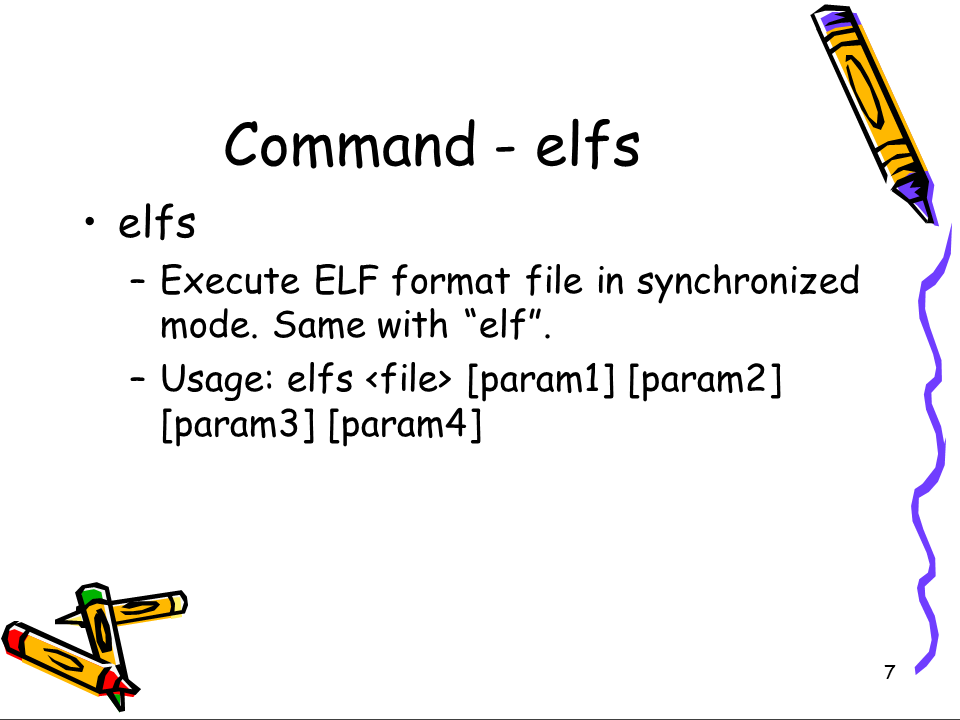 Command - elfs
• elfs
– Execute ELF format file in synchronized
mode. Same with “elf”.
– Usage: elfs <file> [param1] [param2]
[param3] [param4]
7